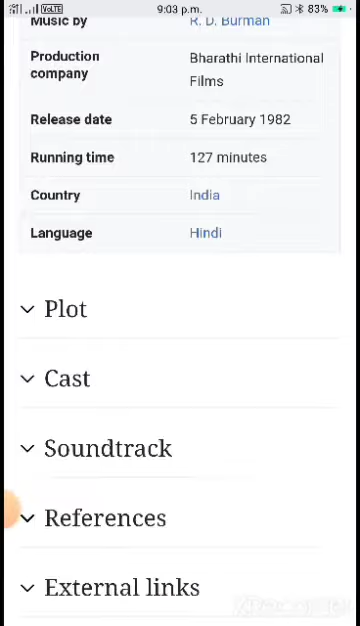 VoLTE 9:03 p.m. 83%
Music by R. D. Burman
Production company Bharathi International Films
Release date 5 February 1982
Running time 127 minutes
Country India
Language Hindi
Plot
Cast
Soundtrack
References
External links